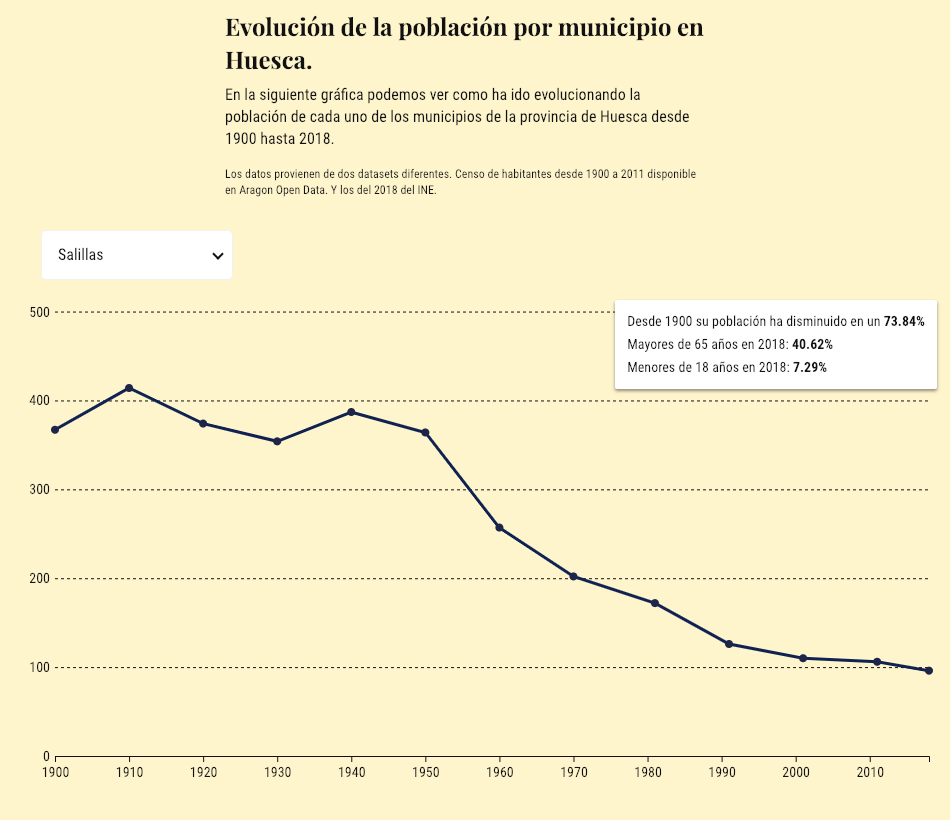 Evolución de la población por municipio en
Huesca.
En la siguiente gráfica podemos ver como ha ido evolucionando la
población de cada uno de los municipios de la provincia de Huesca desde
1900 hasta 2018.
Los datos provienen de dos datasets diferentes. Censo de habitantes desde 1900 a 2011 disponible
en Aragon Open Data. Y los del 2018 del INE.
Salillas
Desde 1900 su población ha disminuido en un 73.84%
Mayores de 65 años en 2018: 40.62%
Menores de 18 años en 2018: 7.29%
500
400
300
200
100
0
1900 1910 1920 1930 1940 1950 1960 1970 1980 1990 2000 2010